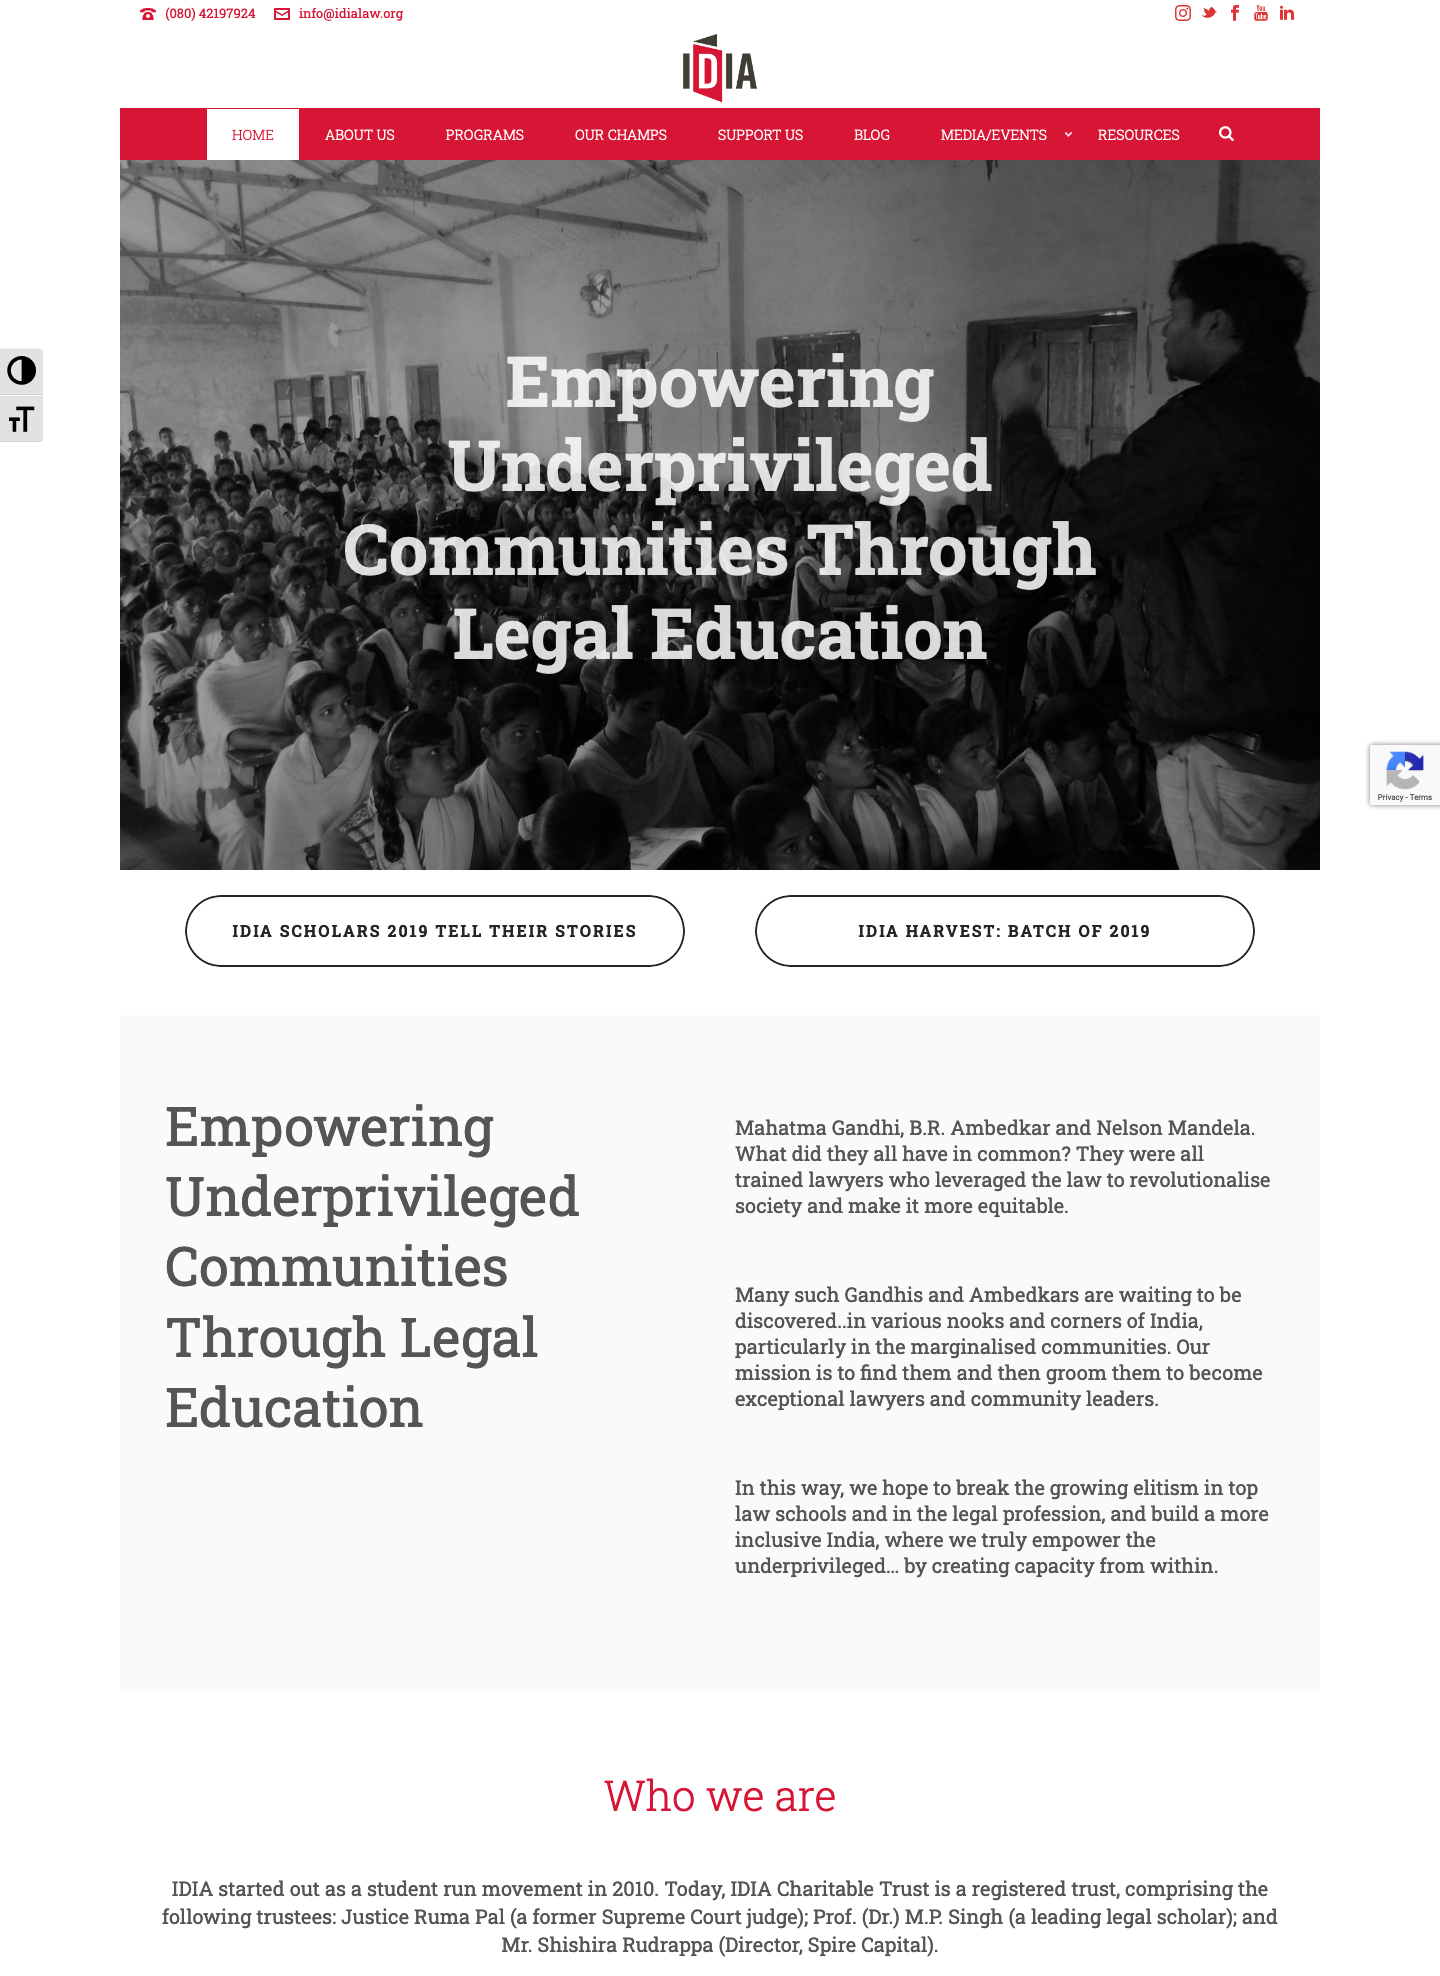 (080) 42197924 info@idialaw.org
IDIA
HOME ABOUT US PROGRAMS OUR CHAMPS SUPPORT US BLOG MEDIA/EVENTS RESOURCES
Empowering
Underprivileged
Communities Through
Legal Education
Privacy - Terms
IDIA SCHOLARS 2019 TELL THEIR STORIES
IDIA HARVEST: BATCH OF 2019
Empowering
Underprivileged
Communities
Through Legal
Education
Mahatma Gandhi, B.R. Ambedkar and Nelson Mandela.
What did they all have in common? They were all
trained lawyers who leveraged the law to revolutionalise
society and make it more equitable.
Many such Gandhis and Ambedkars are waiting to be
discovered..in various nooks and corners of India,
particularly in the marginalised communities. Our
mission is to find them and then groom them to become
exceptional lawyers and community leaders.
In this way, we hope to break the growing elitism in top
law schools and in the legal profession, and build a more
inclusive India, where we truly empower the
underprivileged… by creating capacity from within.
Who we are
IDIA started out as a student run movement in 2010. Today, IDIA Charitable Trust is a registered trust, comprising the
following trustees: Justice Ruma Pal (a former Supreme Court judge); Prof. (Dr.) M.P. Singh (a leading legal scholar); and
Mr. Shishira Rudrappa (Director, Spire Capital).